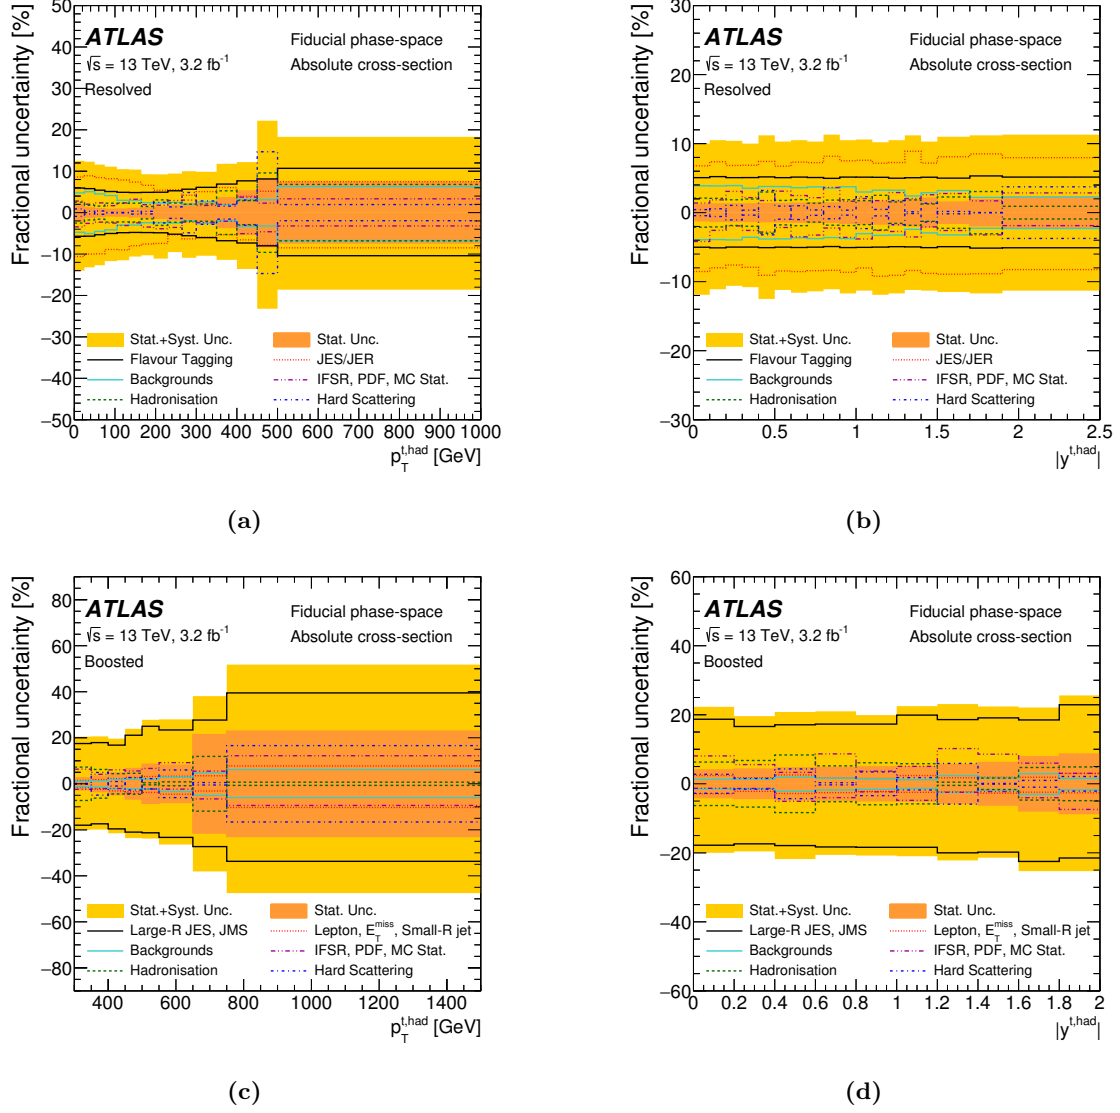 Fractional uncertainty [%]
50
40
30
20
10
0
−10
−20
−30
−40
−50
ATLAS
√s = 13 TeV, 3.2 fb⁻¹
Resolved
Fiducial phase-space
Absolute cross-section
Stat.+Syst. Unc.
Stat. Unc.
Flavour Tagging
JES/JER
Backgrounds
IFSR, PDF, MC Stat.
Hadronisation
Hard Scattering
0 100 200 300 400 500 600 700 800 900 1000
p_T^{t,had} [GeV]
(a)
Fractional uncertainty [%]
30
20
10
0
−10
−20
−30
ATLAS
√s = 13 TeV, 3.2 fb⁻¹
Resolved
Fiducial phase-space
Absolute cross-section
Stat.+Syst. Unc.
Stat. Unc.
Flavour Tagging
JES/JER
Backgrounds
IFSR, PDF, MC Stat.
Hadronisation
Hard Scattering
0 0.5 1 1.5 2 2.5
|y^{t,had}|
(b)
Fractional uncertainty [%]
80
60
40
20
0
−20
−40
−60
−80
ATLAS
√s = 13 TeV, 3.2 fb⁻¹
Boosted
Fiducial phase-space
Absolute cross-section
Stat.+Syst. Unc.
Stat. Unc.
Large-R JES, JMS
Lepton, E_T^{miss}, Small-R jet
Backgrounds
IFSR, PDF, MC Stat.
Hadronisation
Hard Scattering
400 600 800 1000 1200 1400
p_T^{t,had} [GeV]
(c)
Fractional uncertainty [%]
60
40
20
0
−20
−40
−60
ATLAS
√s = 13 TeV, 3.2 fb⁻¹
Boosted
Fiducial phase-space
Absolute cross-section
Stat.+Syst. Unc.
Stat. Unc.
Large-R JES, JMS
Lepton, E_T^{miss}, Small-R jet
Backgrounds
IFSR, PDF, MC Stat.
Hadronisation
Hard Scattering
0 0.2 0.4 0.6 0.8 1 1.2 1.4 1.6 1.8 2
|y^{t,had}|
(d)